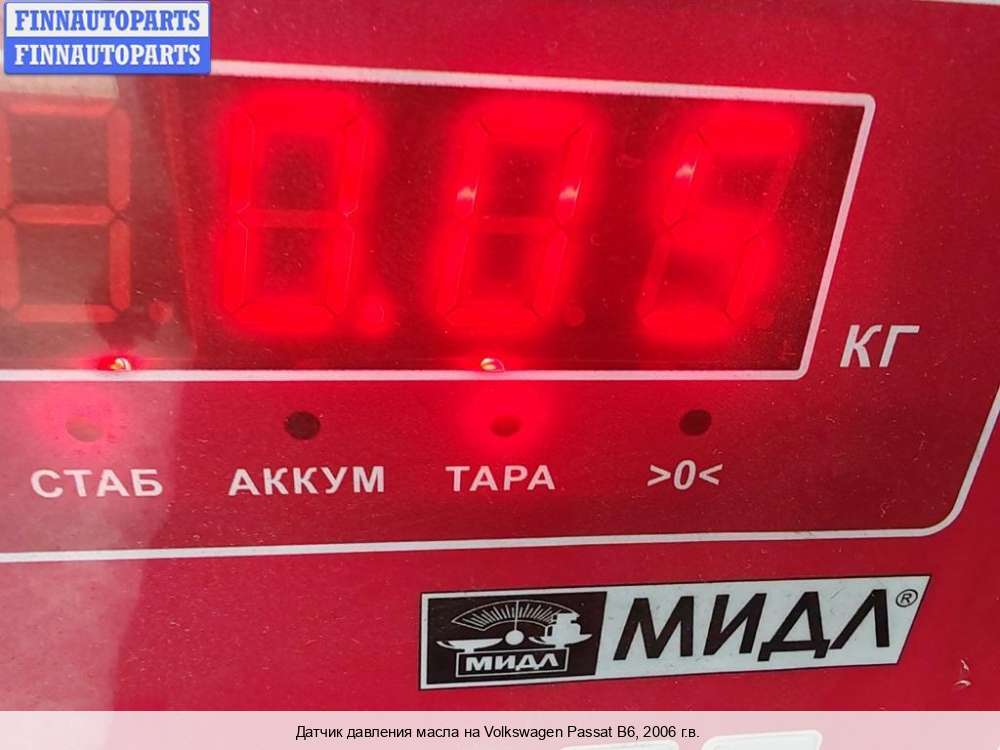 FINNAUTOPARTS
FINNAUTOPARTS
0.05
КГ
СТАБ АККУМ ТАРА >0<
МИДЛ МИДЛ®
Датчик давления масла на Volkswagen Passat B6, 2006 г.в.